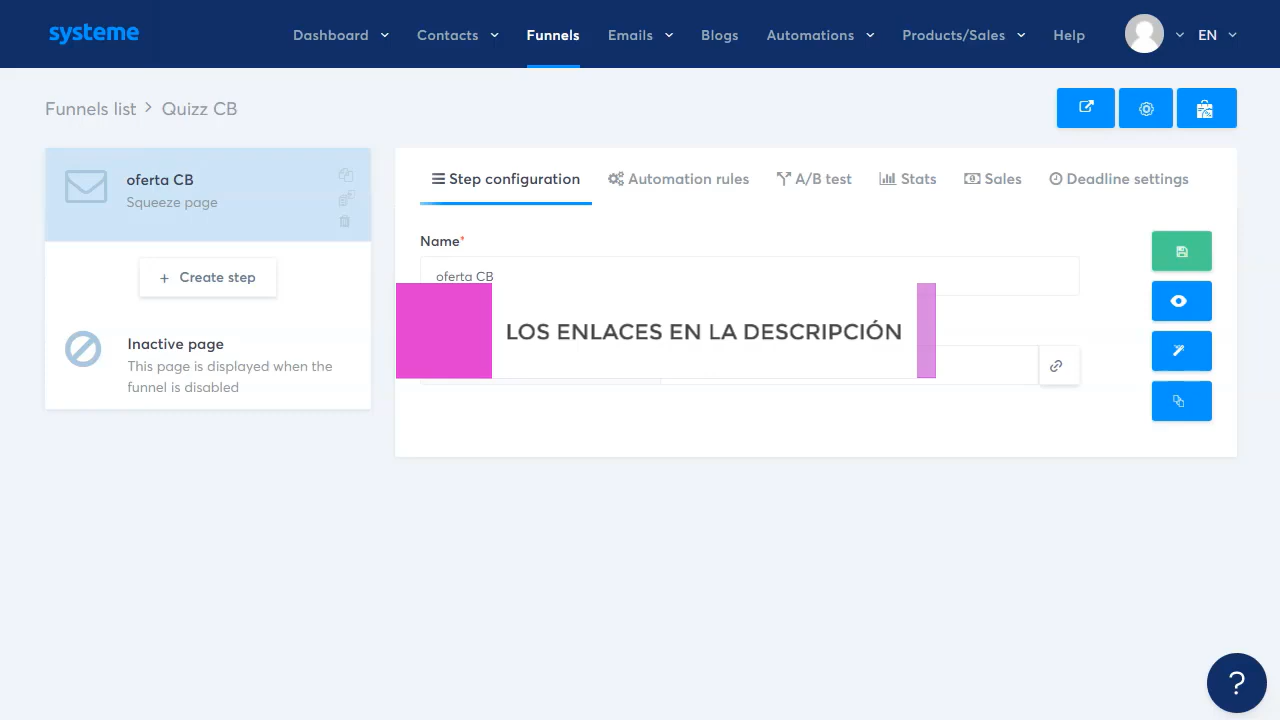 systeme
Dashboard
Contacts
Funnels
Emails
Blogs
Automations
Products/Sales
Help
EN
Funnels list > Quizz CB
oferta CB
Squeeze page
+ Create step
Inactive page
This page is displayed when the
funnel is disabled
Step configuration
Automation rules
A/B test
Stats
Sales
Deadline settings
Name*
oferta CB
LOS ENLACES EN LA DESCRIPCIÓN
?